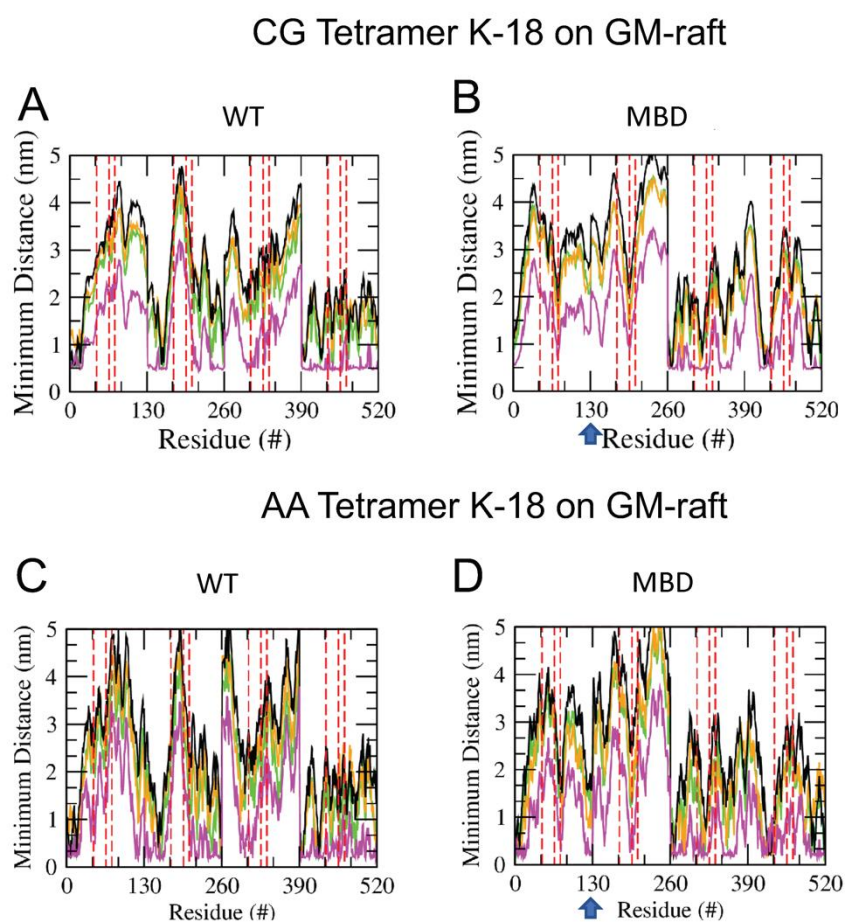 CG Tetramer K-18 on GM-raft
A
WT
B
MBD
Minimum Distance (nm)
5
4
3
2
1
0
0 130 260 390 520
Residue (#)
Minimum Distance (nm)
5
4
3
2
1
0
0 130 260 390 520
Residue (#)
AA Tetramer K-18 on GM-raft
C
WT
D
MBD
Minimum Distance (nm)
5
4
3
2
1
0
0 130 260 390 520
Residue (#)
Minimum Distance (nm)
5
4
3
2
1
0
0 130 260 390 520
Residue (#)